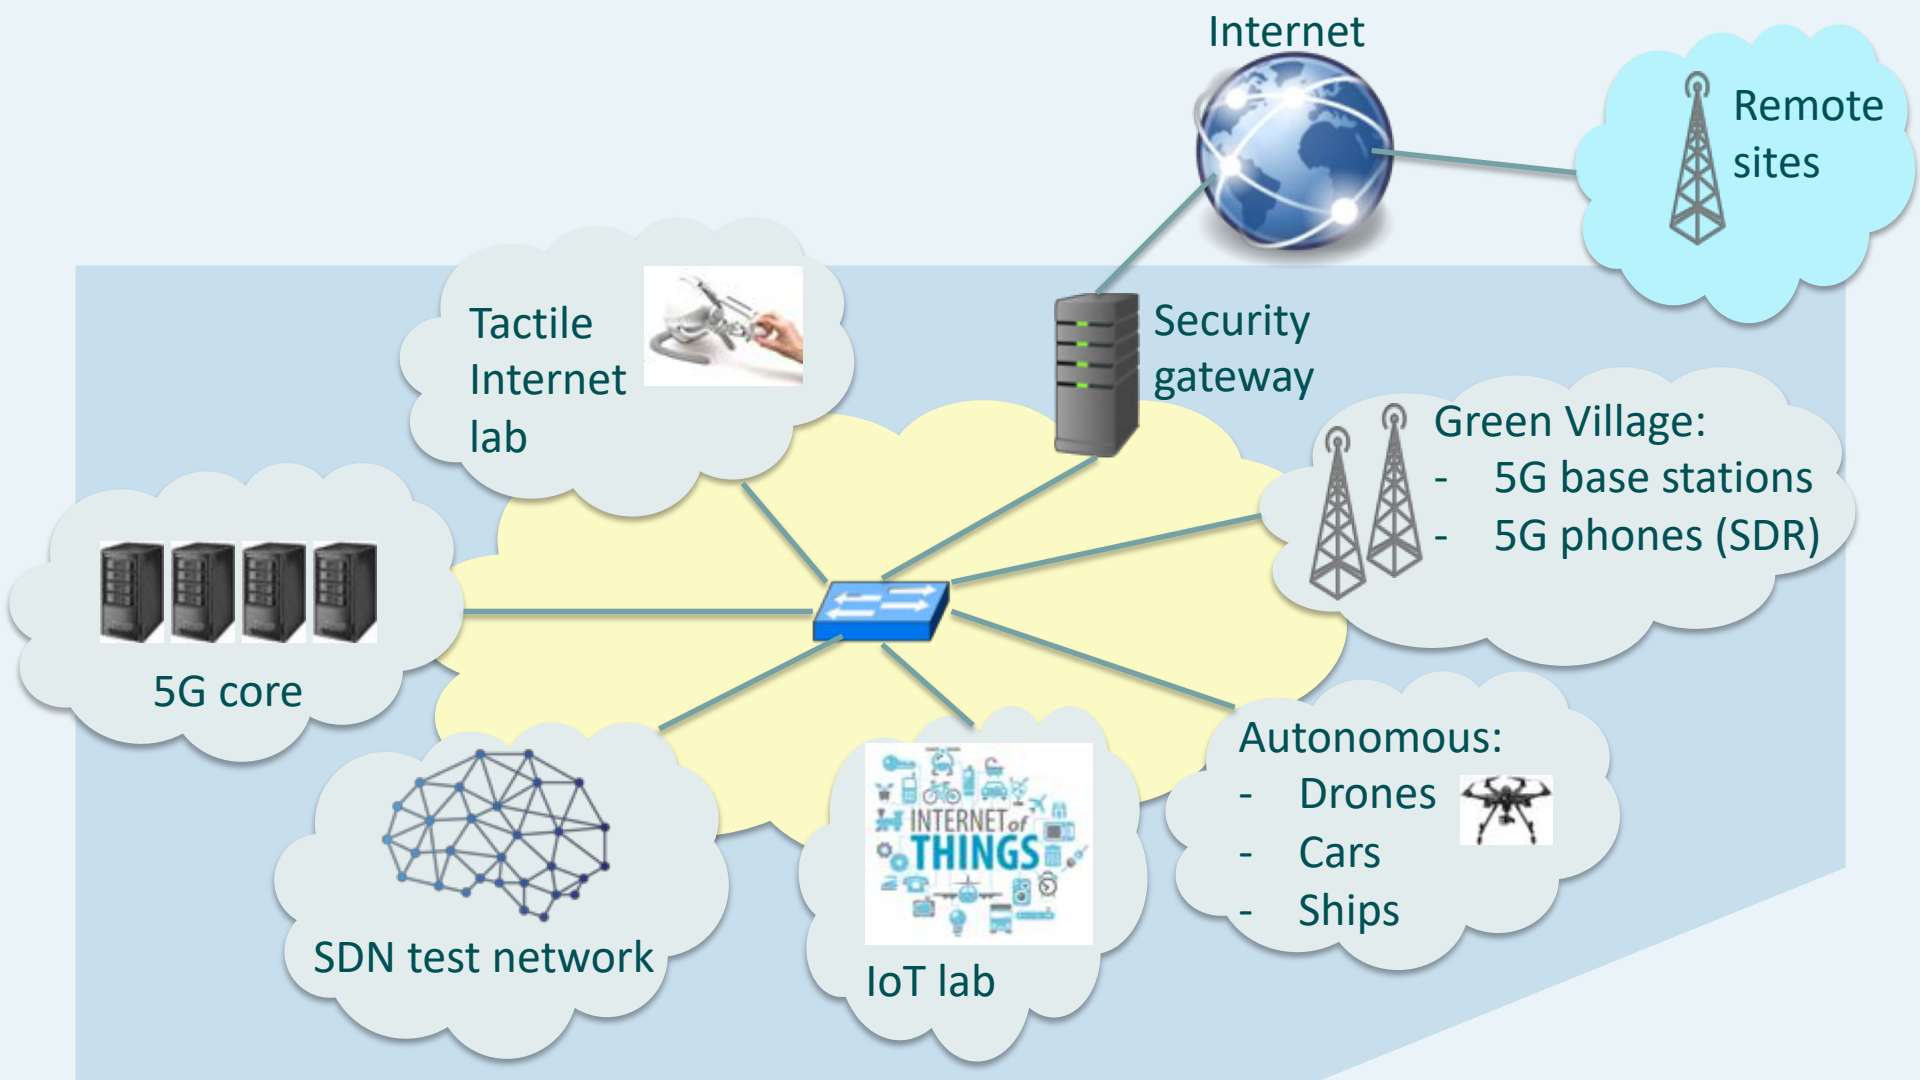 Internet
Remote
sites
Tactile
Internet
lab
Security
gateway
Green Village:
- 5G base stations
- 5G phones (SDR)
5G core
Autonomous:
- Drones
- Cars
- Ships
SDN test network
INTERNET of
THINGS
IoT lab